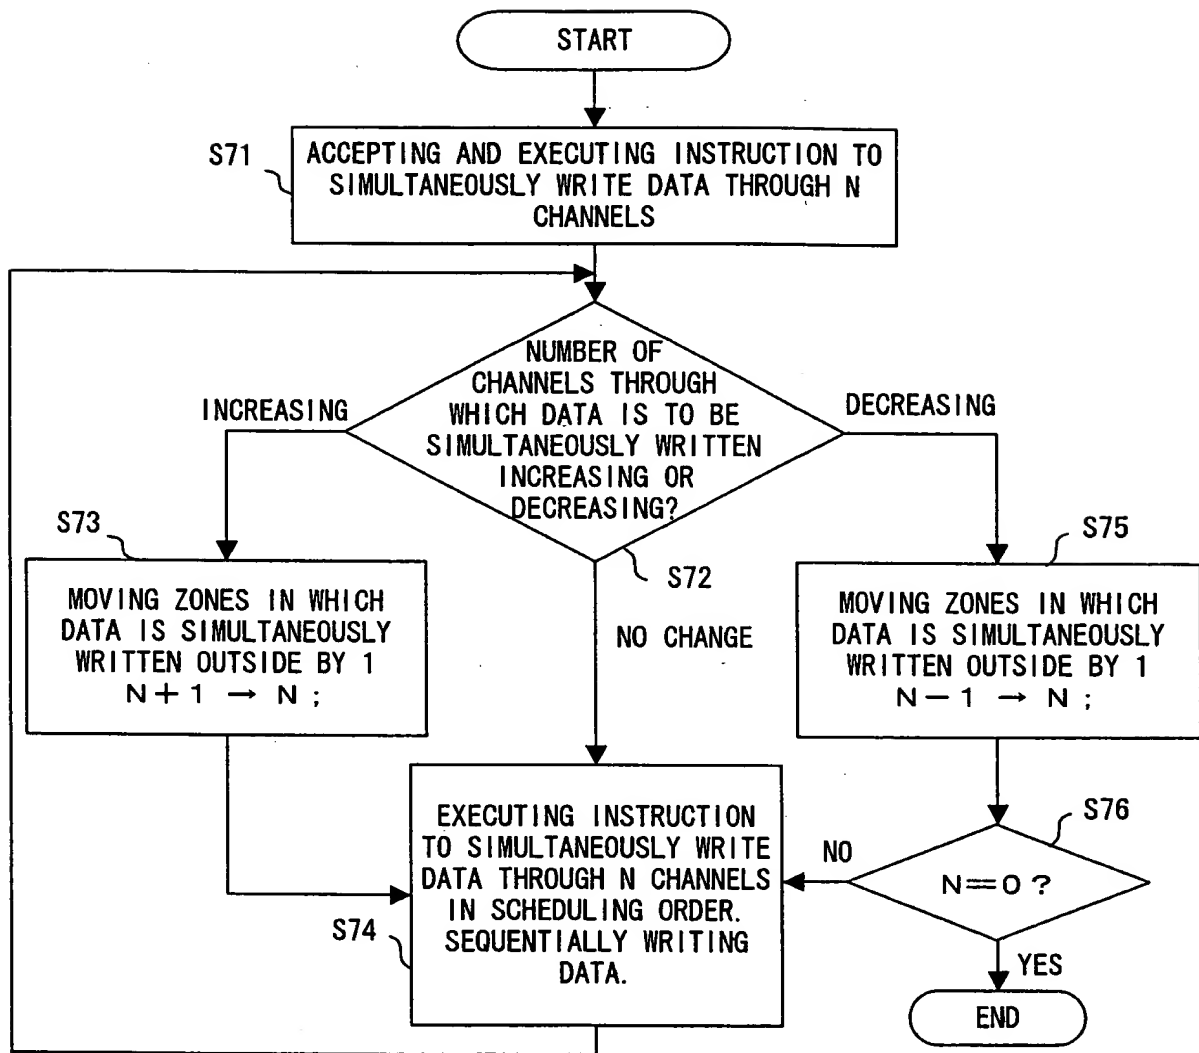 START
S71
ACCEPTING AND EXECUTING INSTRUCTION TO
SIMULTANEOUSLY WRITE DATA THROUGH N
CHANNELS
NUMBER OF
CHANNELS THROUGH
WHICH DATA IS TO BE
SIMULTANEOUSLY WRITTEN
INCREASING OR
DECREASING?
INCREASING
DECREASING
S72
NO CHANGE
S73
MOVING ZONES IN WHICH
DATA IS SIMULTANEOUSLY
WRITTEN OUTSIDE BY 1
N+1 → N ;
S75
MOVING ZONES IN WHICH
DATA IS SIMULTANEOUSLY
WRITTEN OUTSIDE BY 1
N−1 → N ;
S74
EXECUTING INSTRUCTION
TO SIMULTANEOUSLY WRITE
DATA THROUGH N CHANNELS
IN SCHEDULING ORDER.
SEQUENTIALLY WRITING
DATA.
S76
NO
N==0 ?
YES
END